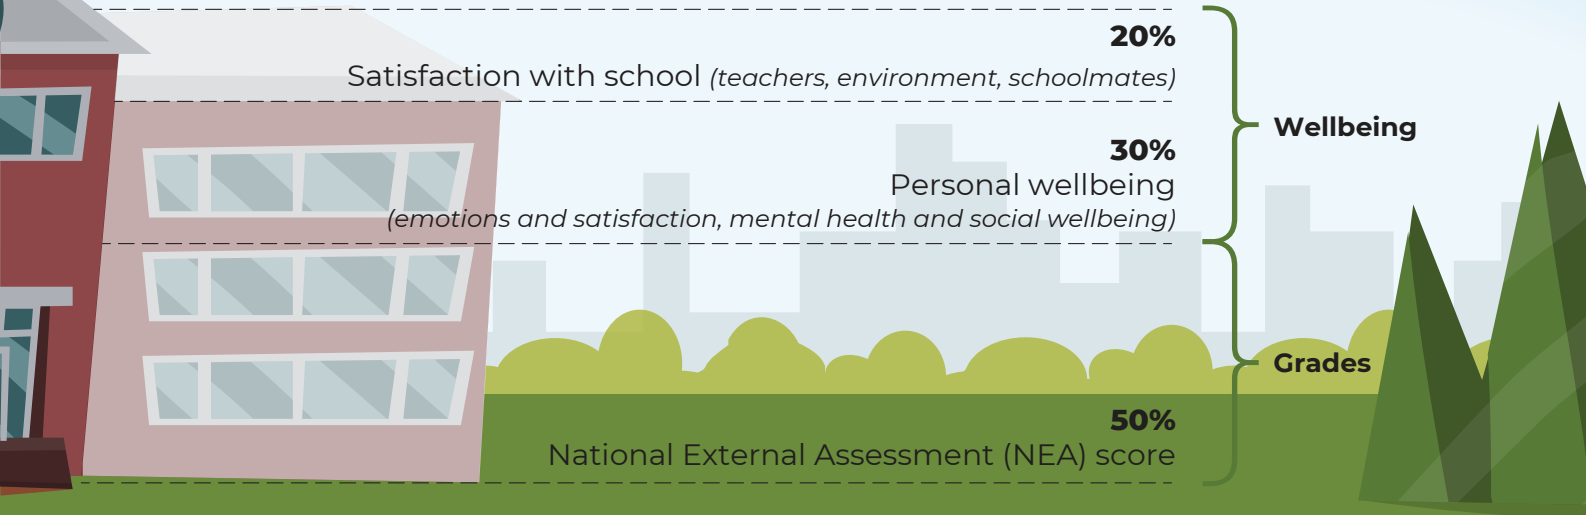 20%
Satisfaction with school (teachers, environment, schoolmates)
Wellbeing
30%
Personal wellbeing
(emotions and satisfaction, mental health and social wellbeing)
Grades
50%
National External Assessment (NEA) score